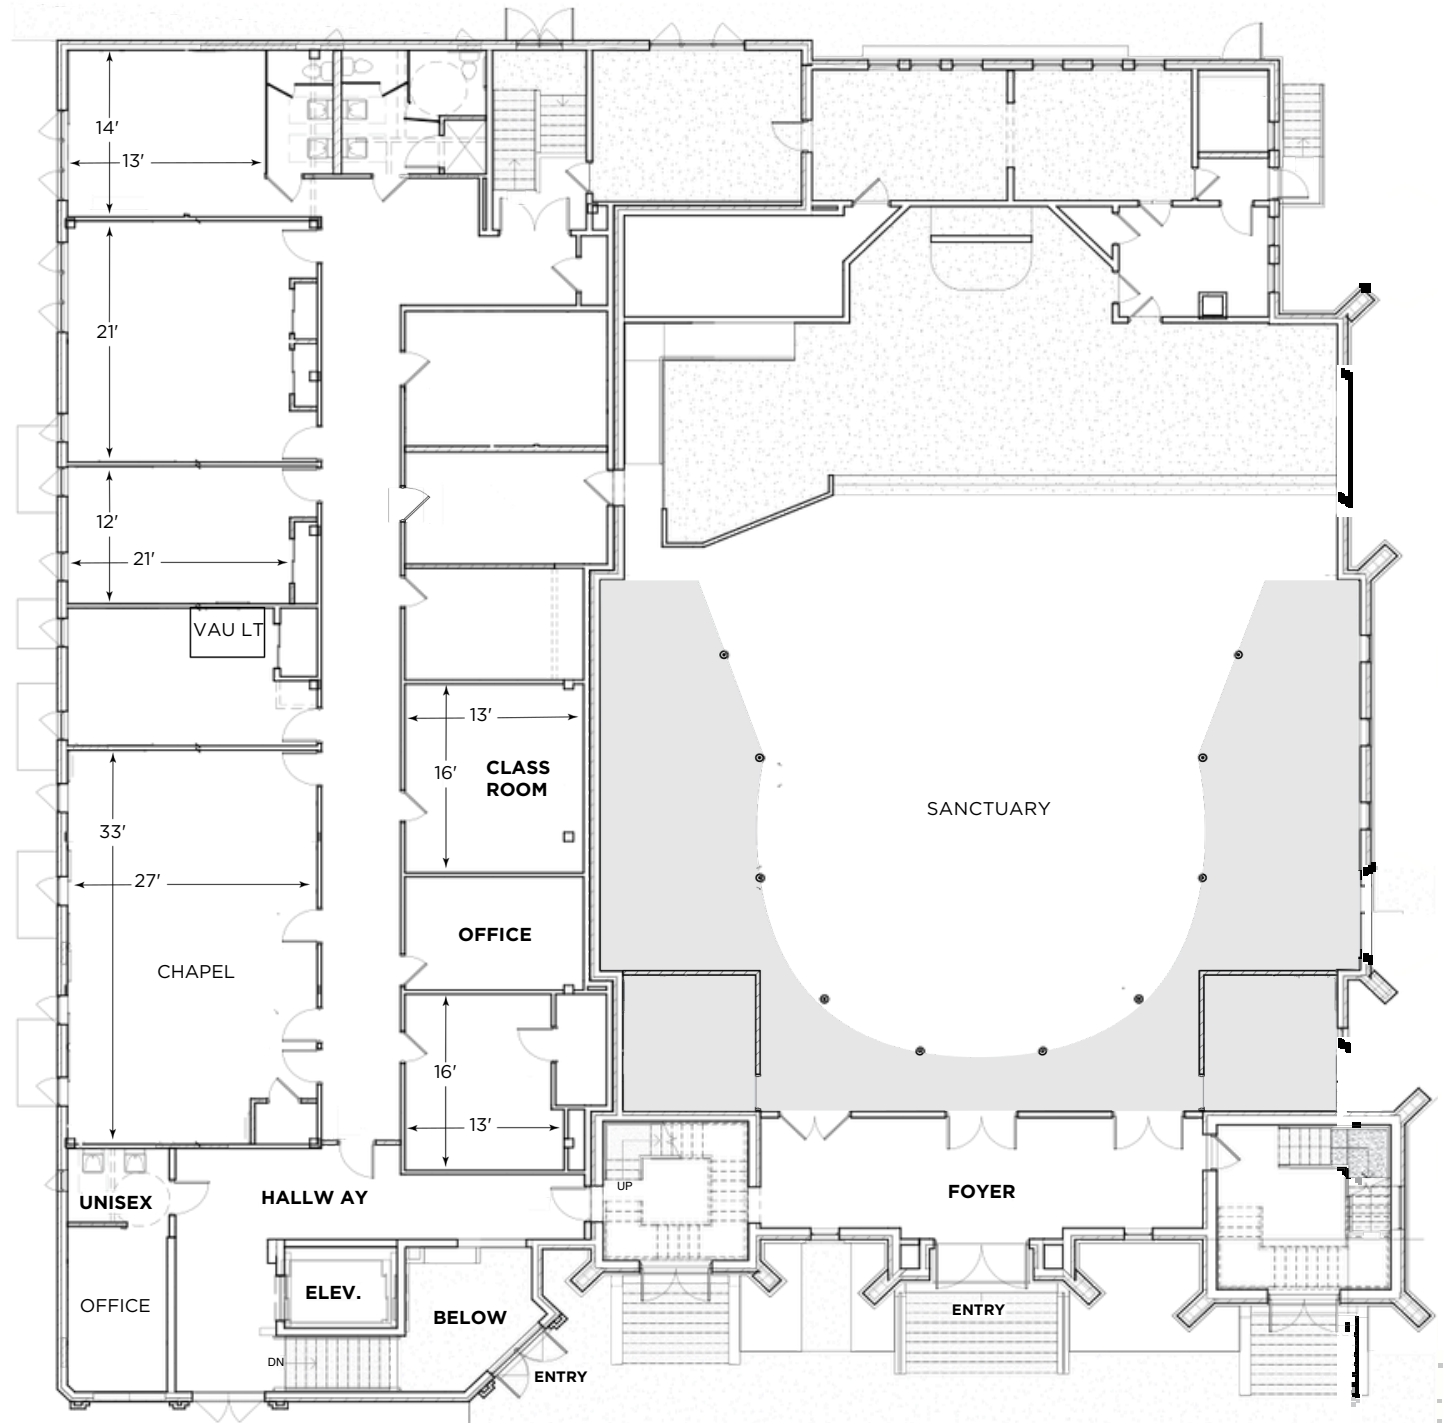 14'
13'
21'
12'
21'
VAU LT
13'
16'
CLASS
ROOM
SANCTUARY
33'
27'
OFFICE
CHAPEL
16'
13'
UP
UNISEX
HALLW AY
FOYER
ELEV.
OFFICE
BELOW
ENTRY
DN
ENTRY